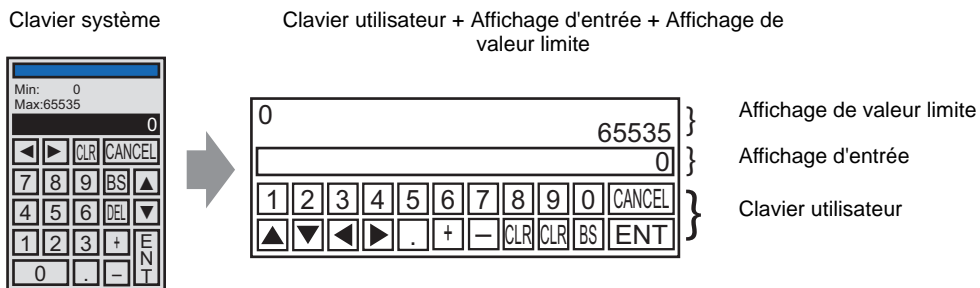 Clavier système
Clavier utilisateur + Affichage d'entrée + Affichage de
valeur limite
Min: 0
Max:65535
0
◀ ▶ CLR CANCEL
7 8 9 BS ▲
4 5 6 DEL ▼
1 2 3 + ENT
0 . –
0
65535
0
1 2 3 4 5 6 7 8 9 0 CANCEL
▲ ▼ ◀ ▶ . + – CLR CLR BS ENT
} Affichage de valeur limite
} Affichage d'entrée
} Clavier utilisateur